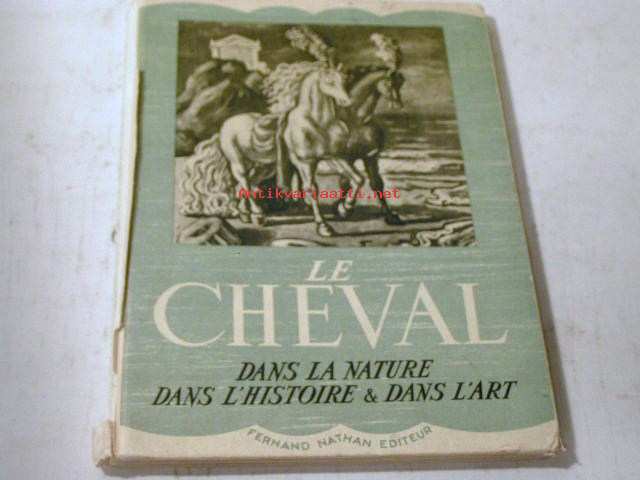 Antikvariaatti.net
LE
CHEVAL
DANS LA NATURE
DANS L'HISTOIRE & DANS L'ART
FERNAND NATHAN EDITEUR